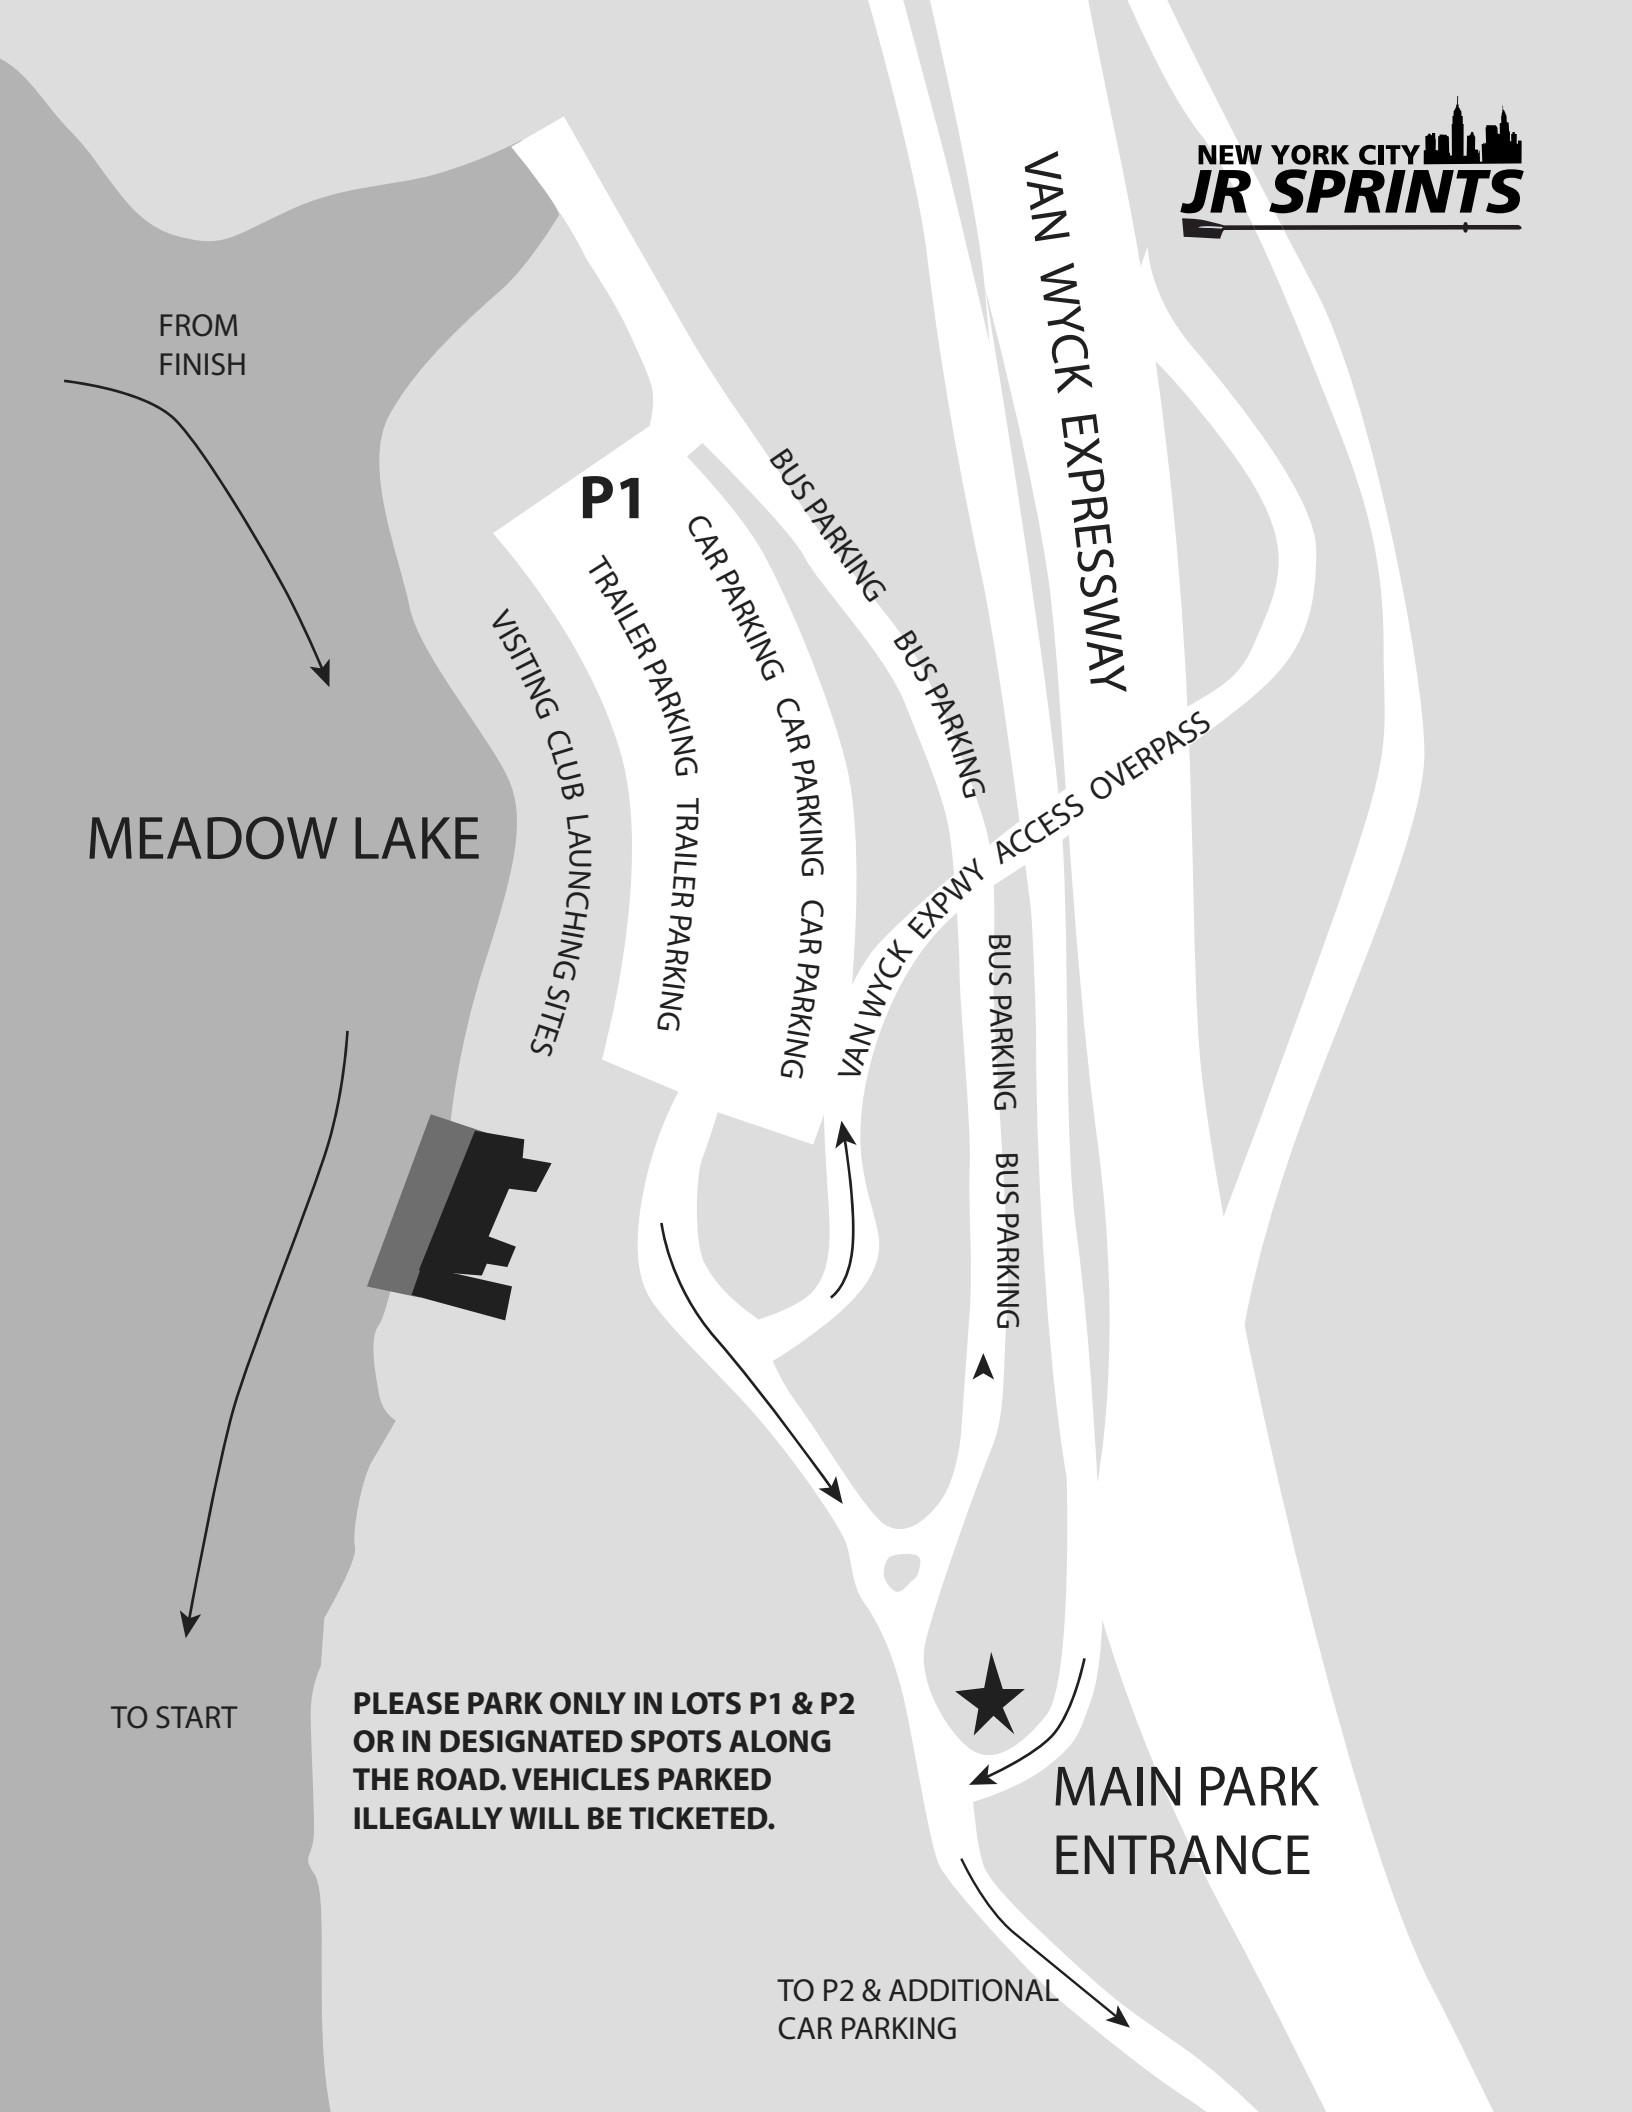 NEW YORK CITY
JR SPRINTS
VAN WYCK EXPRESSWAY
FROM
FINISH
P1
BUS PARKING
BUS PARKING
CAR PARKING CAR PARKING CAR PARKING
TRAILER PARKING TRAILER PARKING
VISITING CLUB LAUNCHING SITES
MEADOW LAKE
VAN WYCK EXPWY ACCESS OVERPASS
BUS PARKING
BUS PARKING
TO START
PLEASE PARK ONLY IN LOTS P1 & P2
OR IN DESIGNATED SPOTS ALONG
THE ROAD. VEHICLES PARKED
ILLEGALLY WILL BE TICKETED.
MAIN PARK
ENTRANCE
TO P2 & ADDITIONAL
CAR PARKING